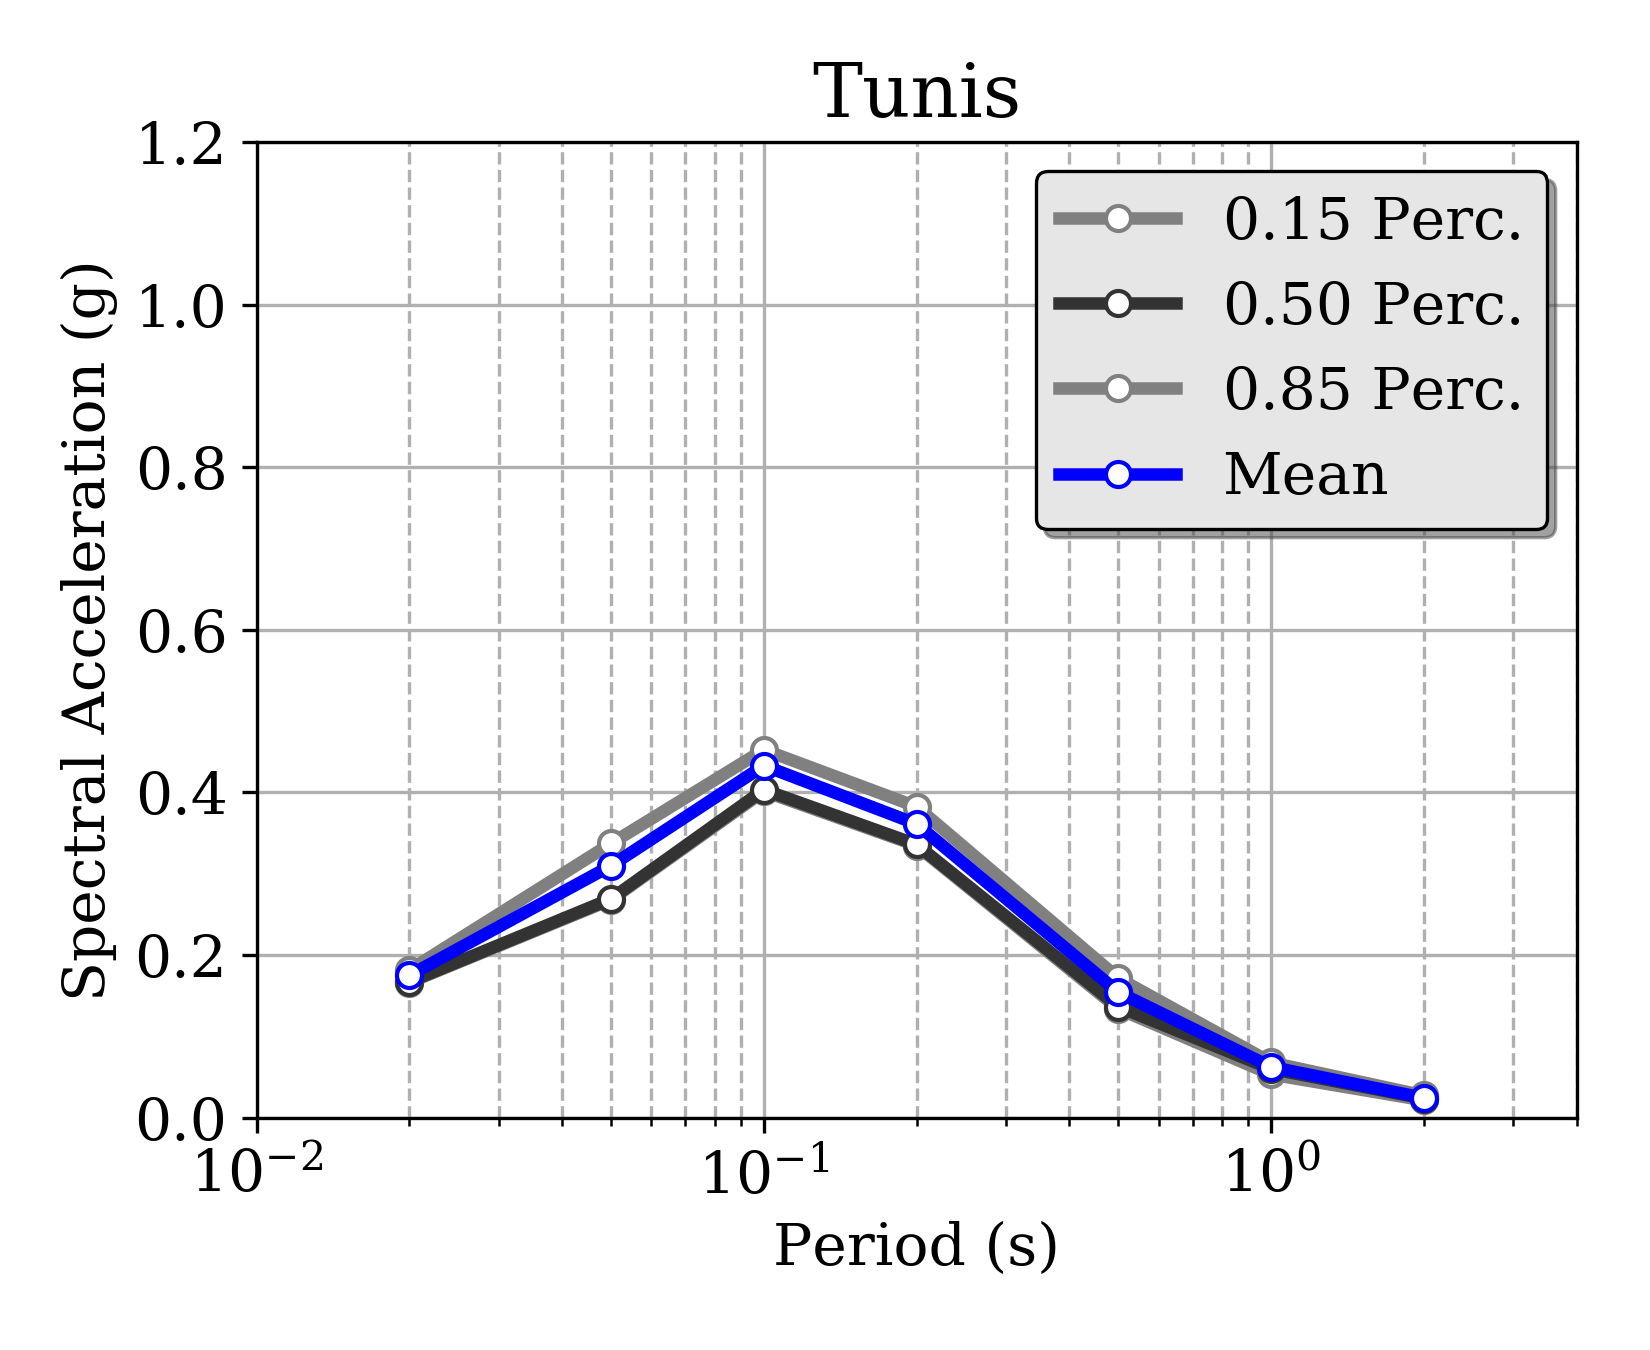 Tunis
Spectral Acceleration (g)
1.2
1.0
0.8
0.6
0.4
0.2
0.0
0.15 Perc.
0.50 Perc.
0.85 Perc.
Mean
10⁻² 10⁻¹ 10⁰
Period (s)